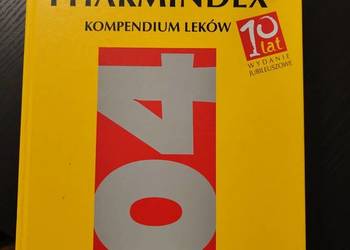 PHARMINDEX
KOMPENDIUM LEKÓW
10
lat
WYDANIE
JUBILEUSZOWE
04